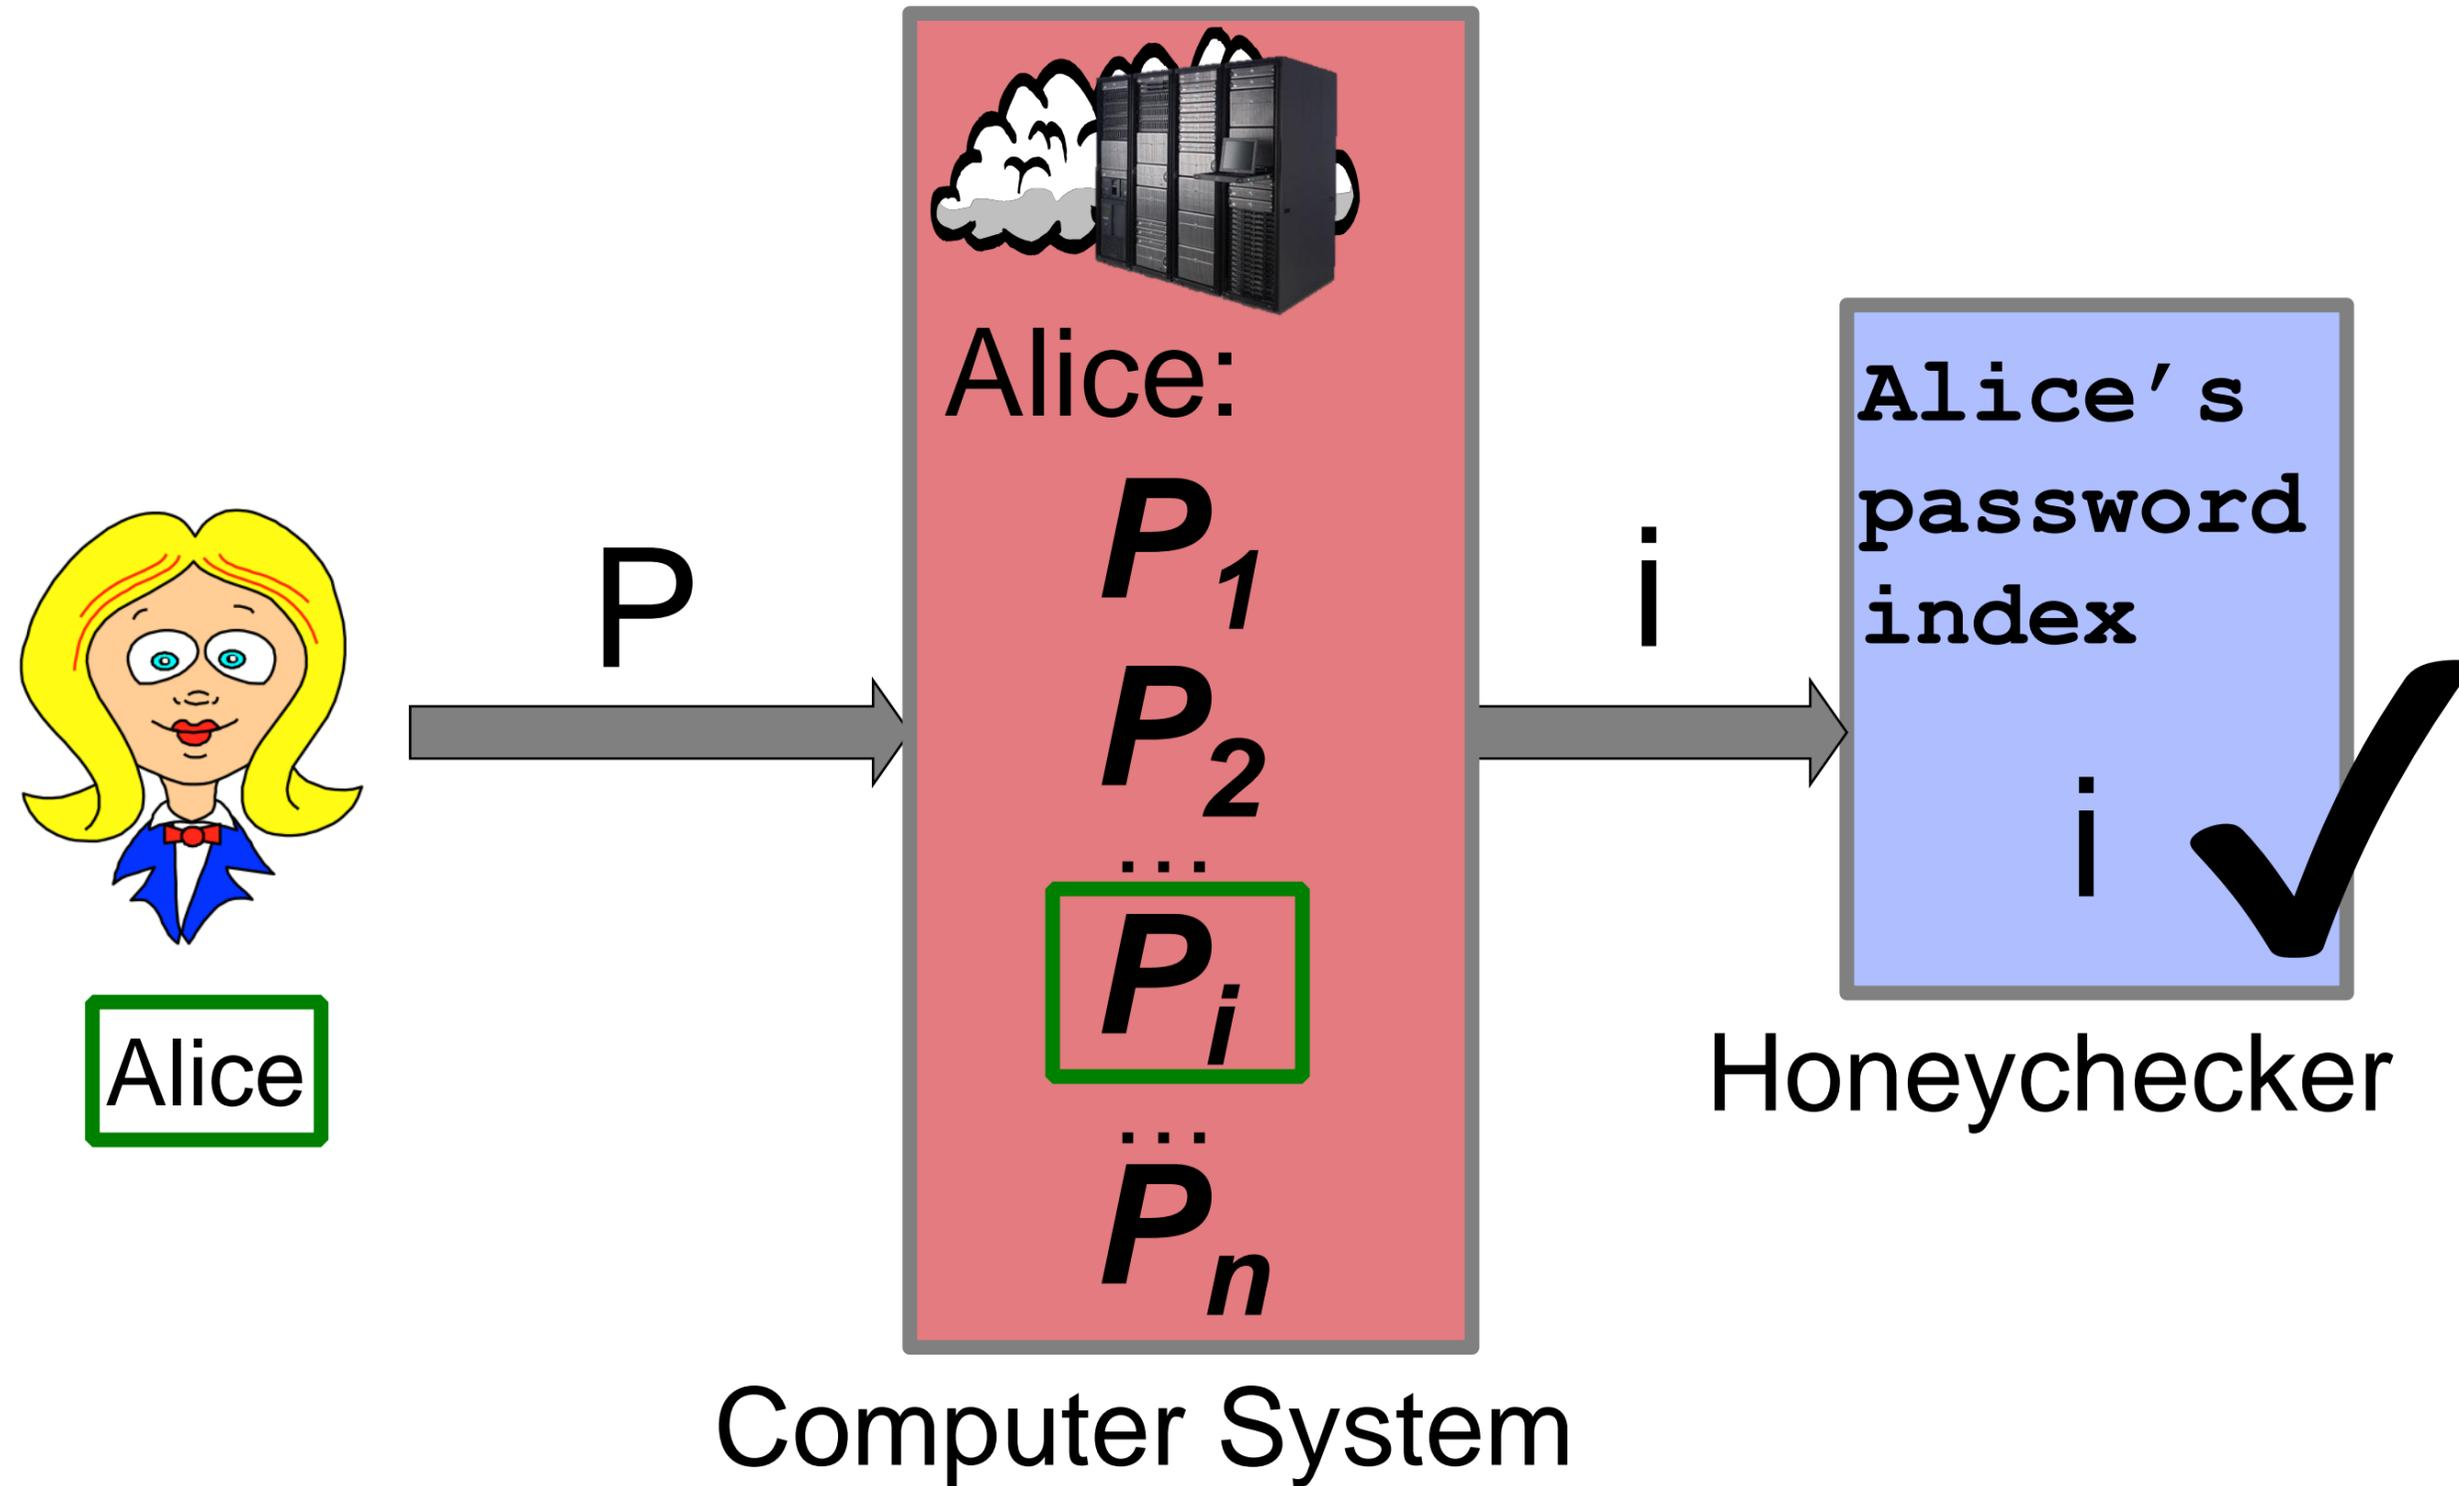 Alice
P
Alice:
P1
P2
...
Pi
...
Pn
Computer System
i
Alice’s
password
index
i
Honeychecker